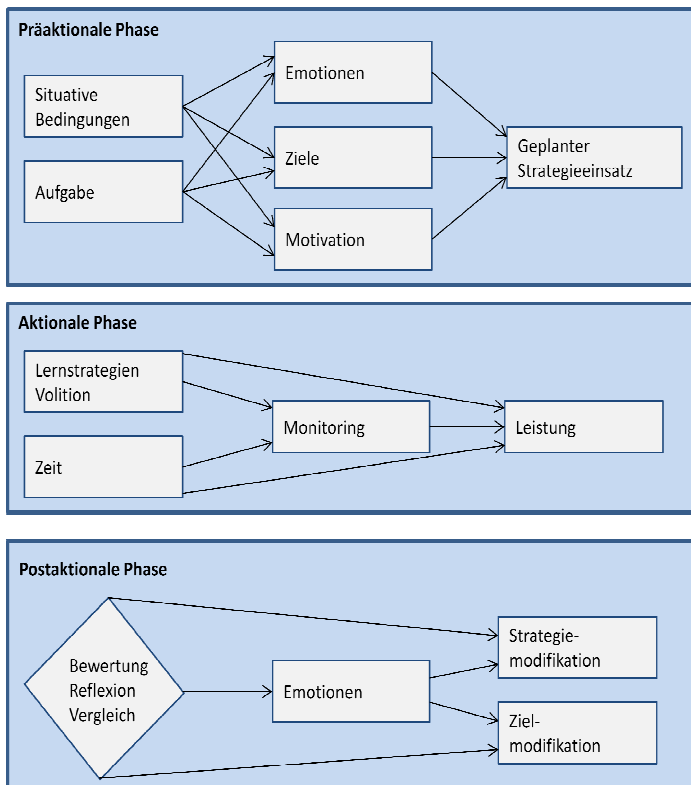 Präaktionale Phase
Situative
Bedingungen
Aufgabe
Emotionen
Ziele
Motivation
Geplanter
Strategieeinsatz
Aktionale Phase
Lernstrategien
Volition
Zeit
Monitoring
Leistung
Postaktionale Phase
Bewertung
Reflexion
Vergleich
Emotionen
Strategie-
modifikation
Ziel-
modifikation